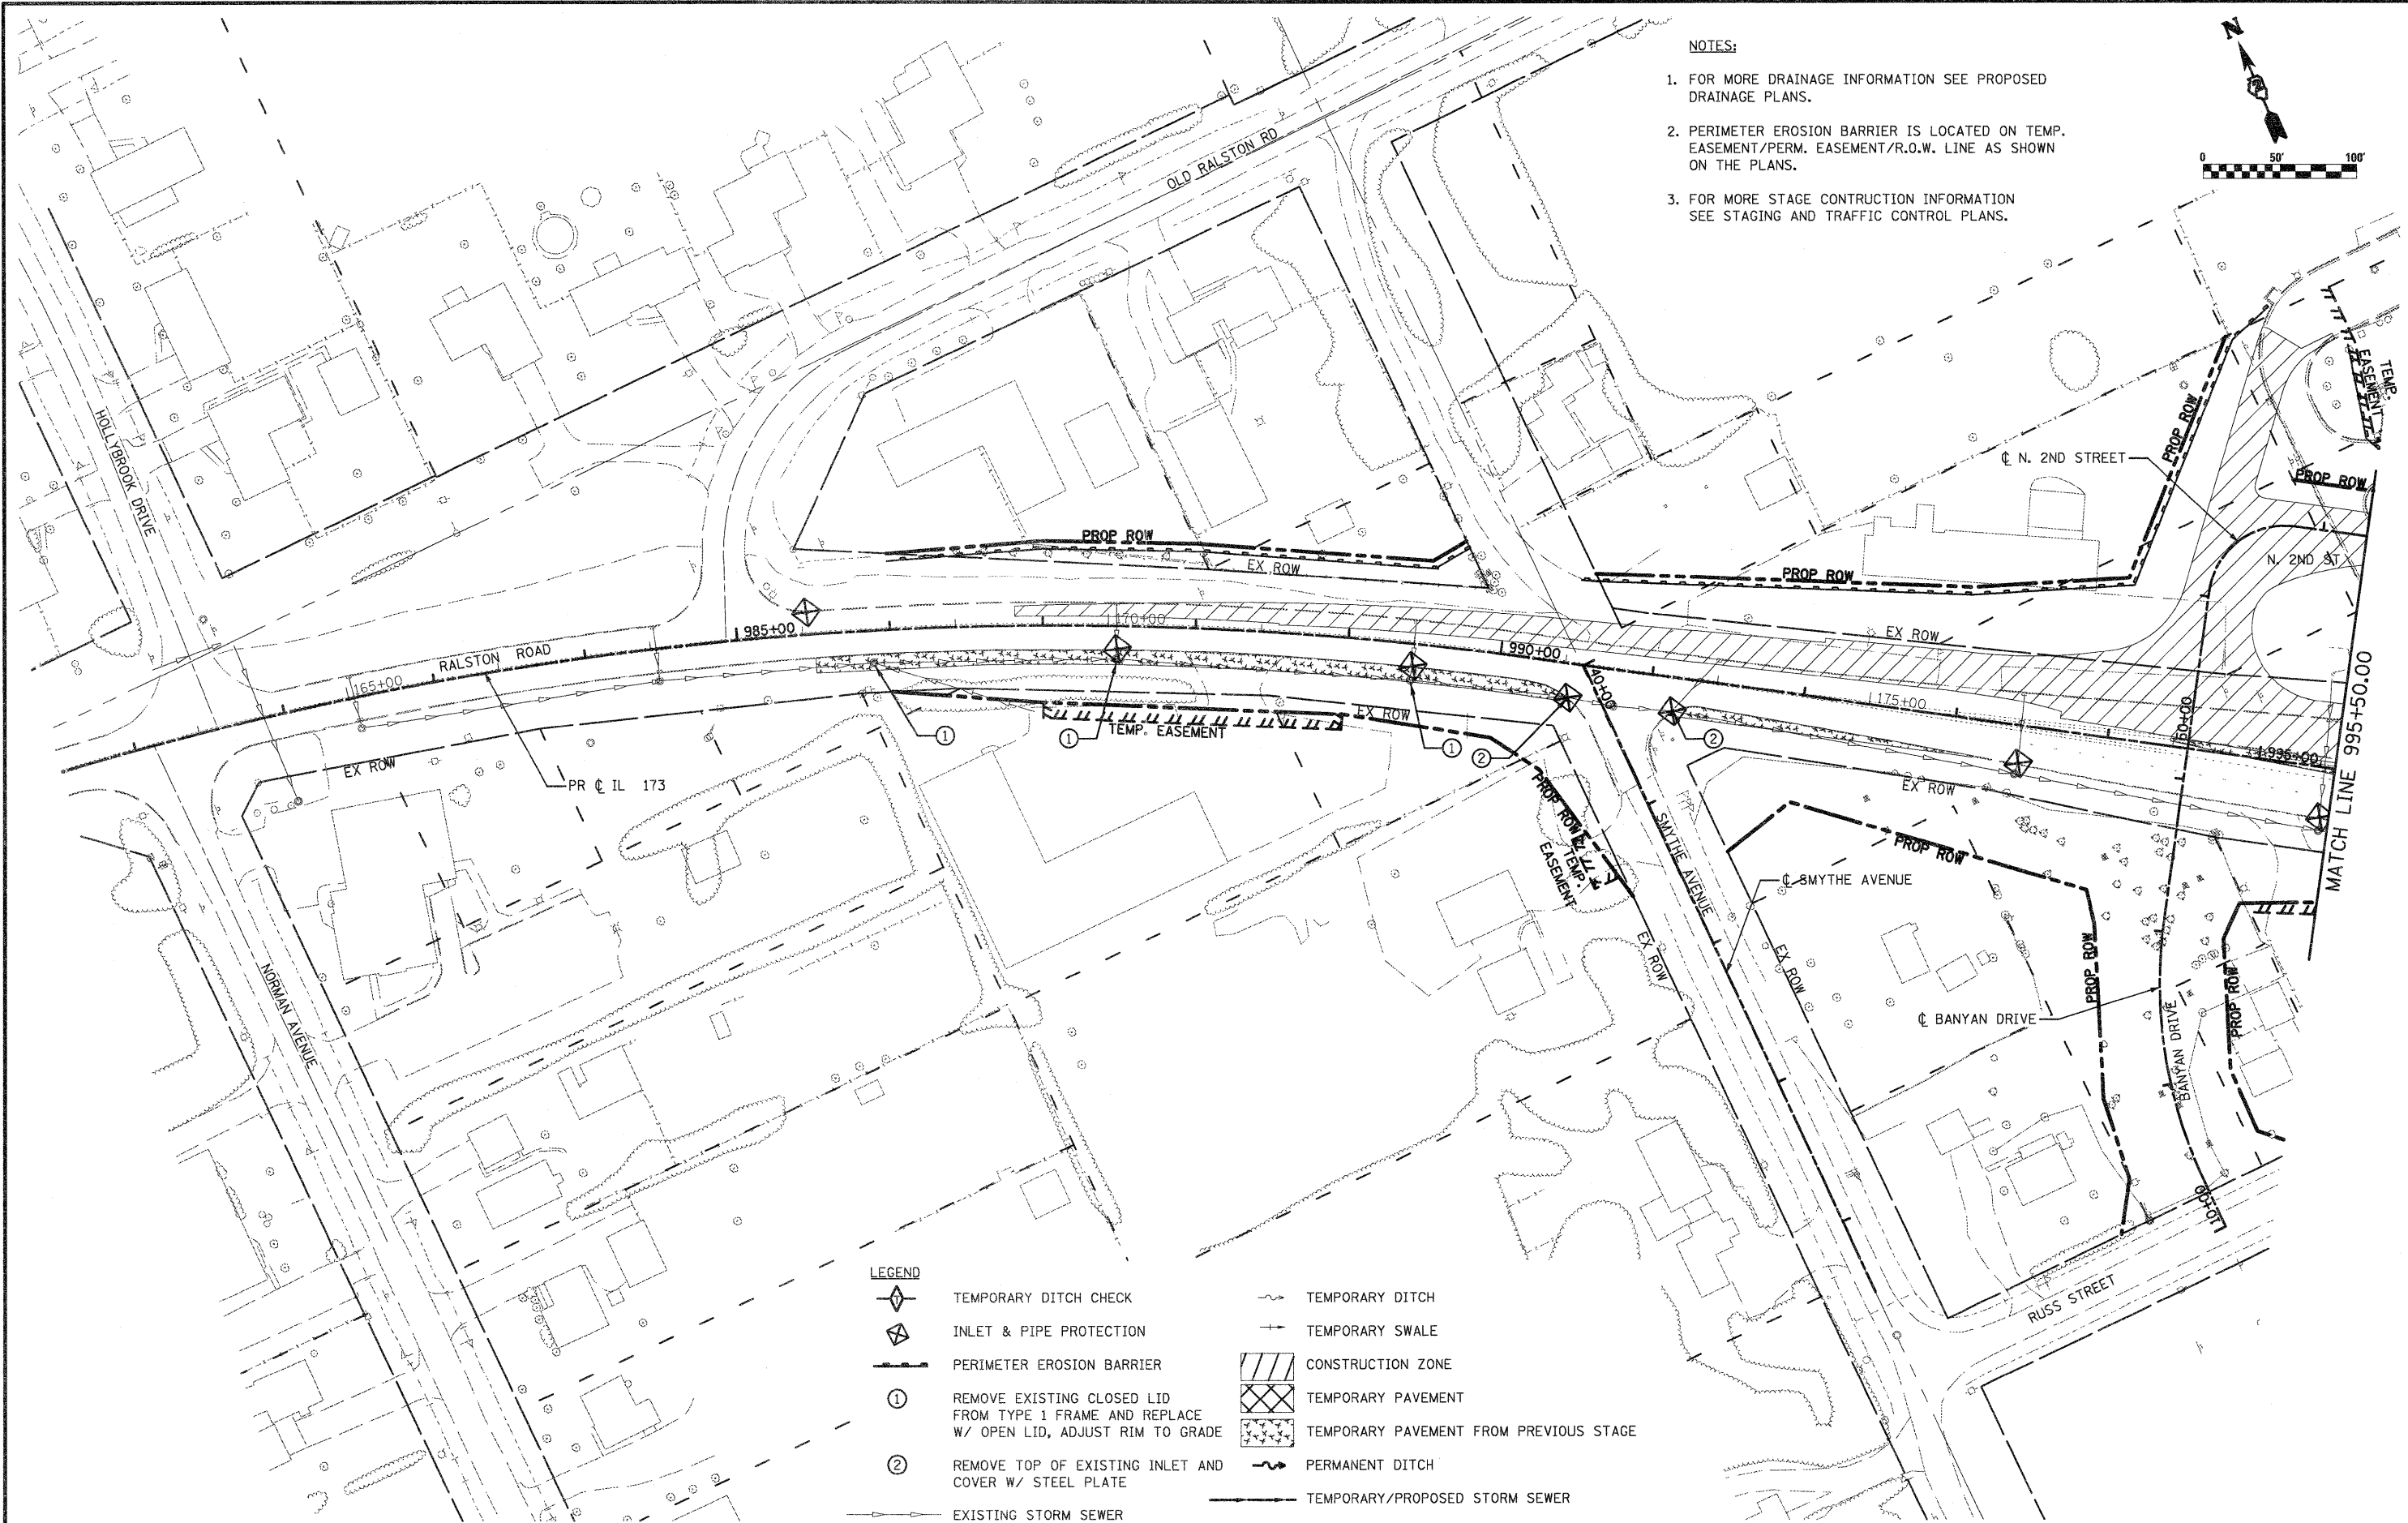 NOTES:
1. FOR MORE DRAINAGE INFORMATION SEE PROPOSED
DRAINAGE PLANS.
2. PERIMETER EROSION BARRIER IS LOCATED ON TEMP.
EASEMENT/PERM. EASEMENT/R.O.W. LINE AS SHOWN
ON THE PLANS.
3. FOR MORE STAGE CONTRUCTION INFORMATION
SEE STAGING AND TRAFFIC CONTROL PLANS.
N
2
0 50' 100'
OLD RALSTON RD
HOLLYBROOK DRIVE
TEMP.
EASEMENT
PROP ROW
℄ N. 2ND STREET
PROP ROW
N. 2ND ST
PROP ROW
EX ROW
PROP ROW
EX ROW
985+00
170+00
RALSTON ROAD
165+00
990+00
40+00
175+00
60+00
995+00
MATCH LINE 995+50.00
EX ROW
TEMP. EASEMENT
1
1
1
2
2
EX ROW
PR ℄ IL 173
EX ROW
PROP ROW
TEMP.
EASEMENT
SMYTHE AVENUE
PROP ROW
℄ SMYTHE AVENUE
EX ROW
EX ROW
PROP ROW
PROP ROW
℄ BANYAN DRIVE
BANYAN DRIVE
NORMAN AVENUE
10+00
RUSS STREET
LEGEND
T
TEMPORARY DITCH CHECK
INLET & PIPE PROTECTION
PERIMETER EROSION BARRIER
1 REMOVE EXISTING CLOSED LID
FROM TYPE 1 FRAME AND REPLACE
W/ OPEN LID, ADJUST RIM TO GRADE
2 REMOVE TOP OF EXISTING INLET AND
COVER W/ STEEL PLATE
EXISTING STORM SEWER
TEMPORARY DITCH
TEMPORARY SWALE
CONSTRUCTION ZONE
TEMPORARY PAVEMENT
TEMPORARY PAVEMENT FROM PREVIOUS STAGE
PERMANENT DITCH
TEMPORARY/PROPOSED STORM SEWER